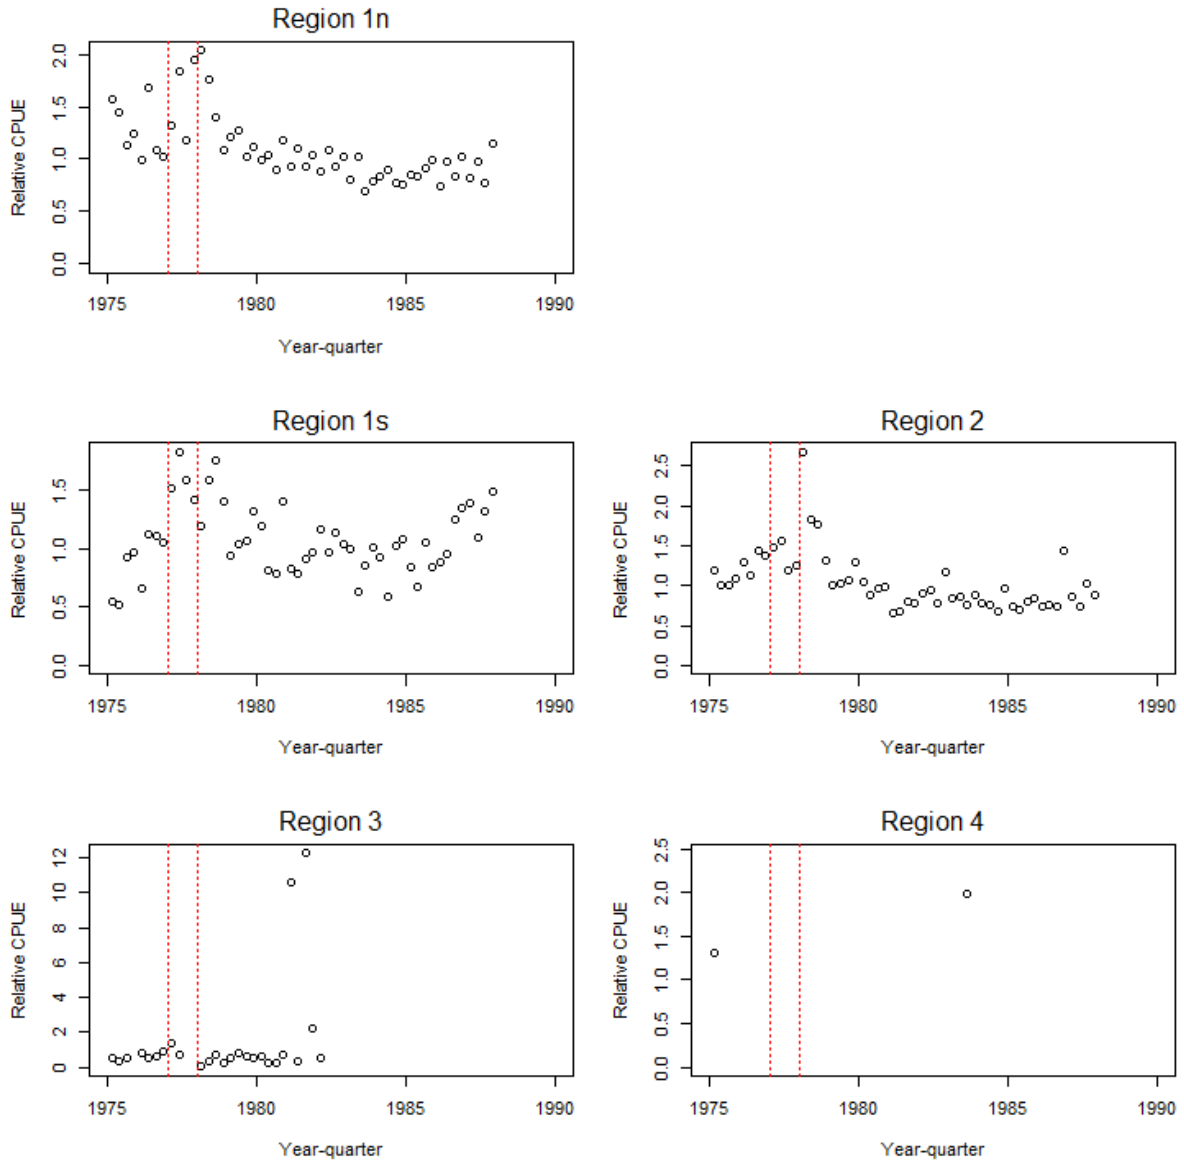 Region 1n
Relative CPUE
0.0 0.5 1.0 1.5 2.0
1975 1980 1985 1990
Year-quarter
Region 1s
Relative CPUE
0.0 0.5 1.0 1.5
1975 1980 1985 1990
Year-quarter
Region 2
Relative CPUE
0.0 0.5 1.0 1.5 2.0 2.5
1975 1980 1985 1990
Year-quarter
Region 3
Relative CPUE
0 2 4 6 8 10 12
1975 1980 1985 1990
Year-quarter
Region 4
Relative CPUE
0.0 0.5 1.0 1.5 2.0 2.5
1975 1980 1985 1990
Year-quarter